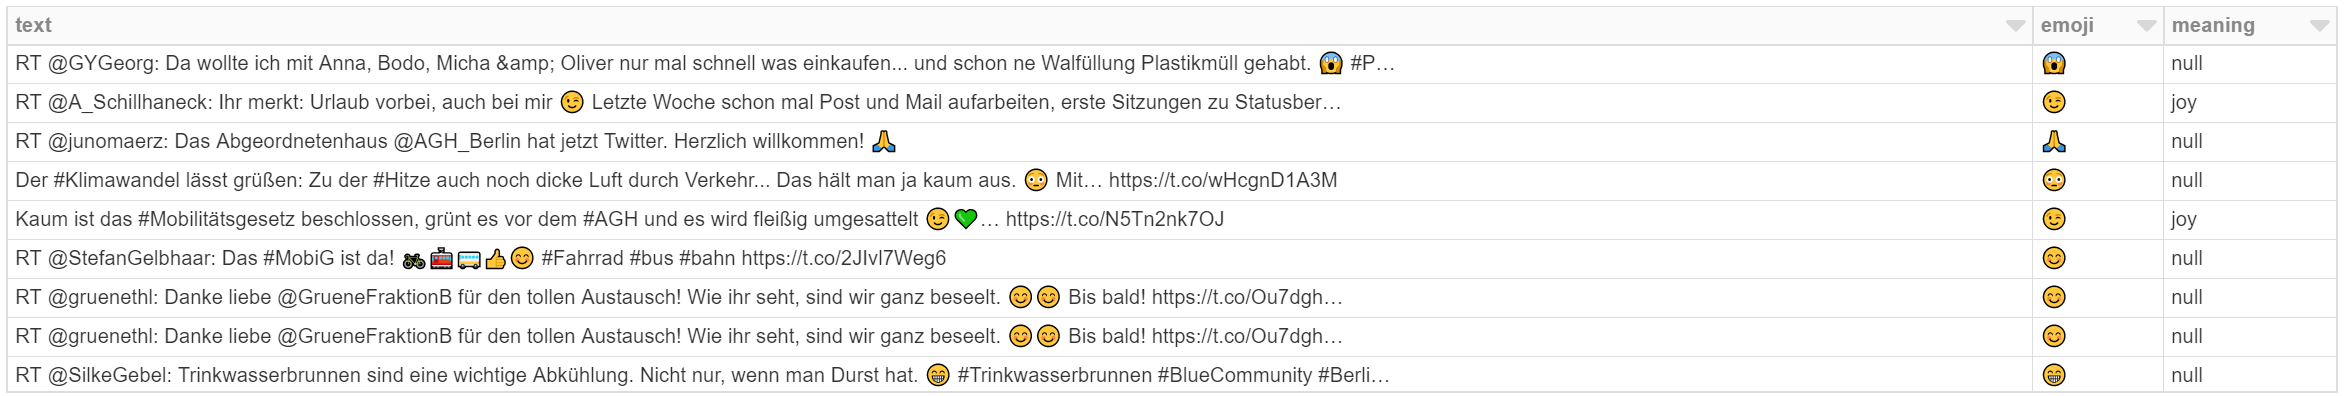 text emoji meaning
RT @GYGeorg: Da wollte ich mit Anna, Bodo, Micha &amp; Oliver nur mal schnell was einkaufen... und schon ne Walfüllung Plastikmüll gehabt. 😱 #P… 😱 null
RT @A_Schillhaneck: Ihr merkt: Urlaub vorbei, auch bei mir 😉 Letzte Woche schon mal Post und Mail aufarbeiten, erste Sitzungen zu Statusber… 😉 joy
RT @junomaerz: Das Abgeordnetenhaus @AGH_Berlin hat jetzt Twitter. Herzlich willkommen! 🙏 🙏 null
Der #Klimawandel lässt grüßen: Zu der #Hitze auch noch dicke Luft durch Verkehr... Das hält man ja kaum aus. 😳 Mit… https://t.co/wHcgnD1A3M 😳 null
Kaum ist das #Mobilitätsgesetz beschlossen, grünt es vor dem #AGH und es wird fleißig umgesattelt 😉💚… https://t.co/N5Tn2nk7OJ 😉 joy
RT @StefanGelbhaar: Das #MobiG ist da! 🚲🚋🚌👍😊 #Fahrrad #bus #bahn https://t.co/2JIvl7Weg6 😊 null
RT @gruenethl: Danke liebe @GrueneFraktionB für den tollen Austausch! Wie ihr seht, sind wir ganz beseelt. 😊😊 Bis bald! https://t.co/Ou7dgh… 😊 null
RT @gruenethl: Danke liebe @GrueneFraktionB für den tollen Austausch! Wie ihr seht, sind wir ganz beseelt. 😊😊 Bis bald! https://t.co/Ou7dgh… 😊 null
RT @SilkeGebel: Trinkwasserbrunnen sind eine wichtige Abkühlung. Nicht nur, wenn man Durst hat. 😁 #Trinkwasserbrunnen #BlueCommunity #Berli… 😁 null